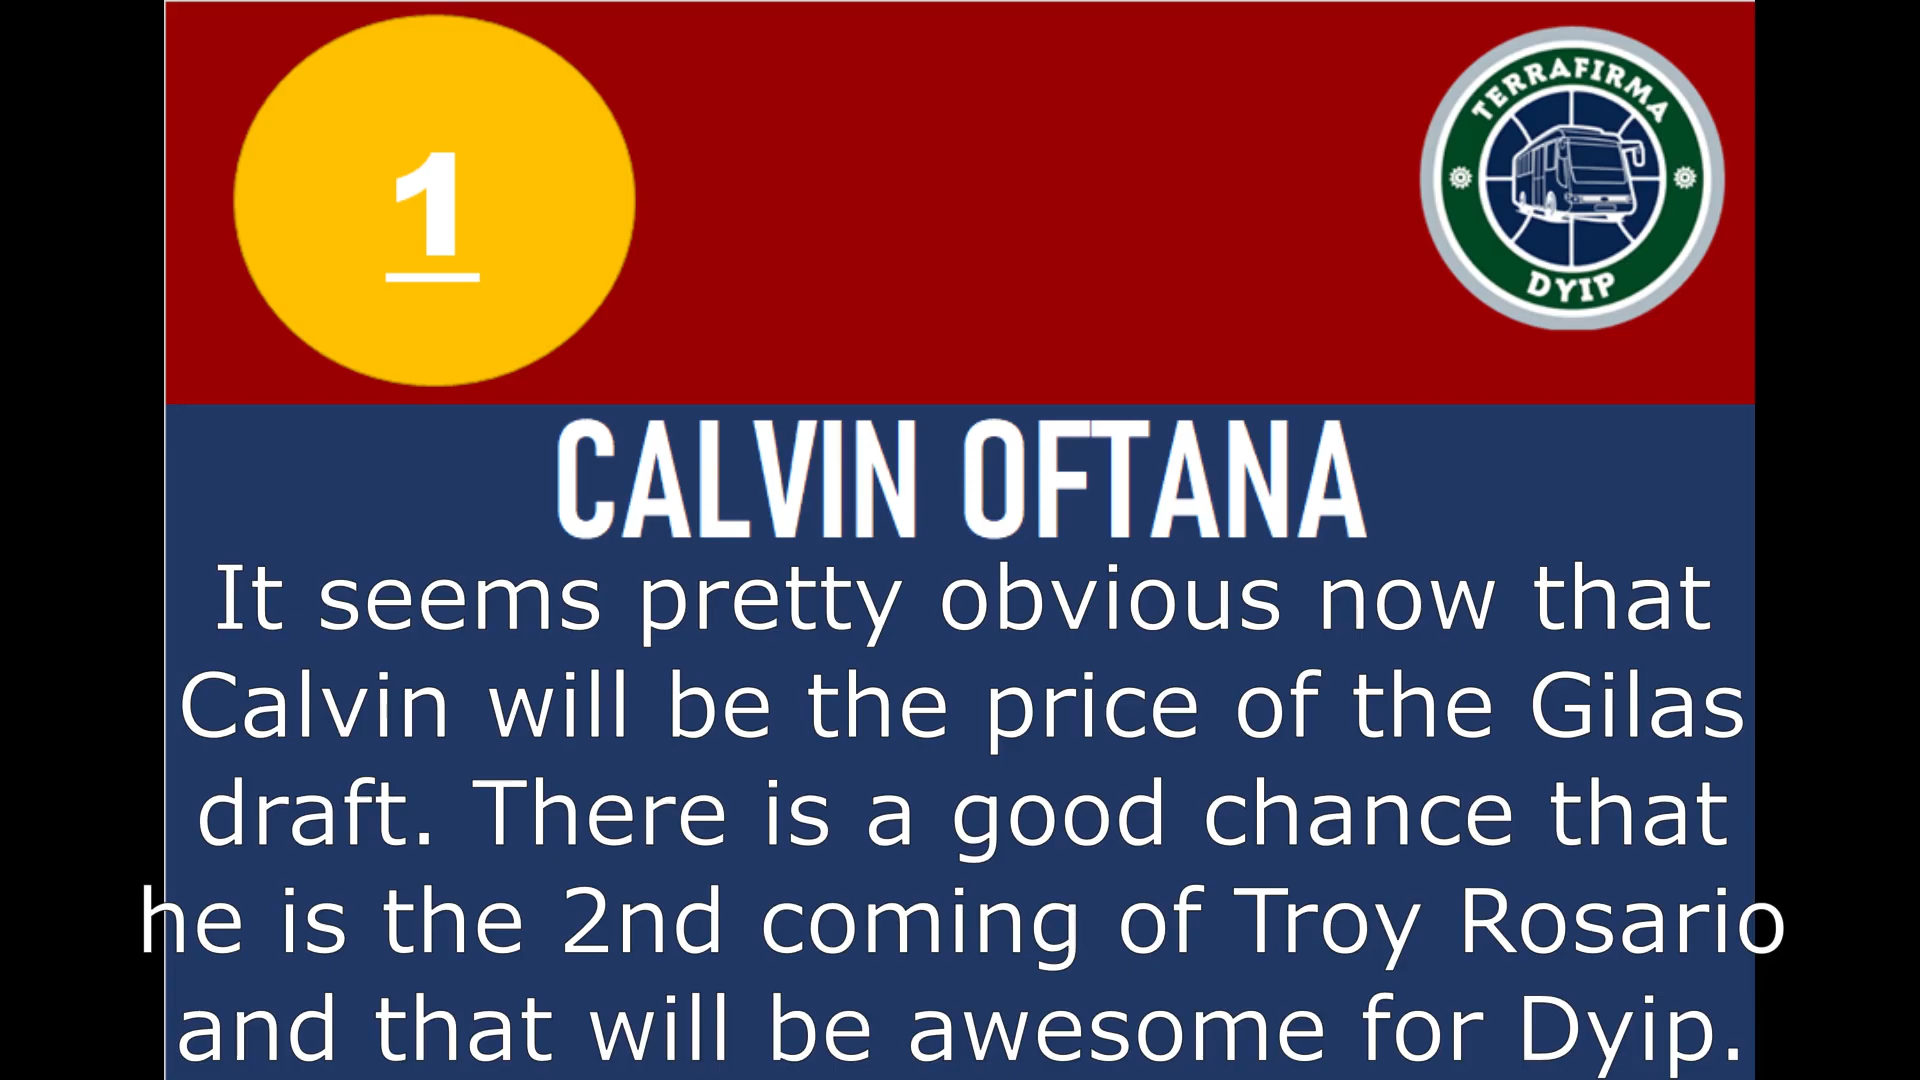 1
TERRAFIRMA
DYIP
CALVIN OFTANA
It seems pretty obvious now that
Calvin will be the price of the Gilas
draft. There is a good chance that
he is the 2nd coming of Troy Rosario
and that will be awesome for Dyip.